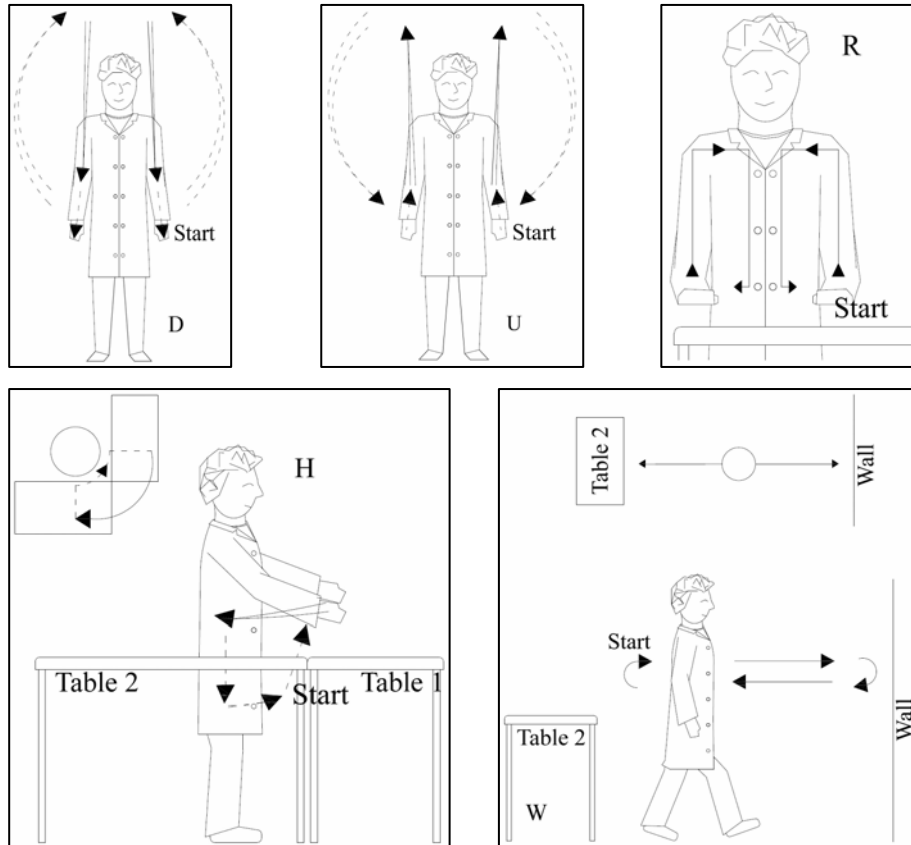 Start
D
Start
U
R
Start
H
Table 2
Start
Table 1
Table 2
Wall
Start
Table 2
Wall
W